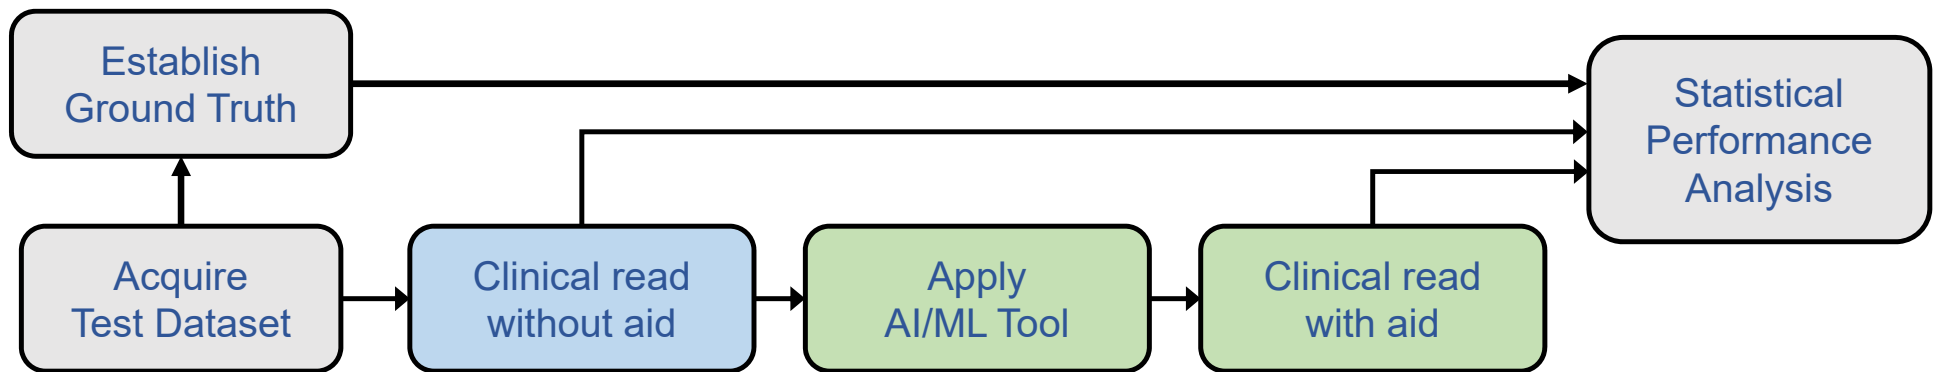 Establish
Ground Truth
Statistical
Performance
Analysis
Acquire
Test Dataset
Clinical read
without aid
Apply
AI/ML Tool
Clinical read
with aid